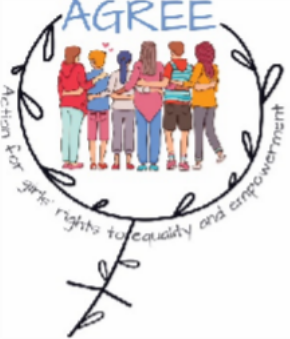 AGREE
Action for girls' rights to equality and empowerment